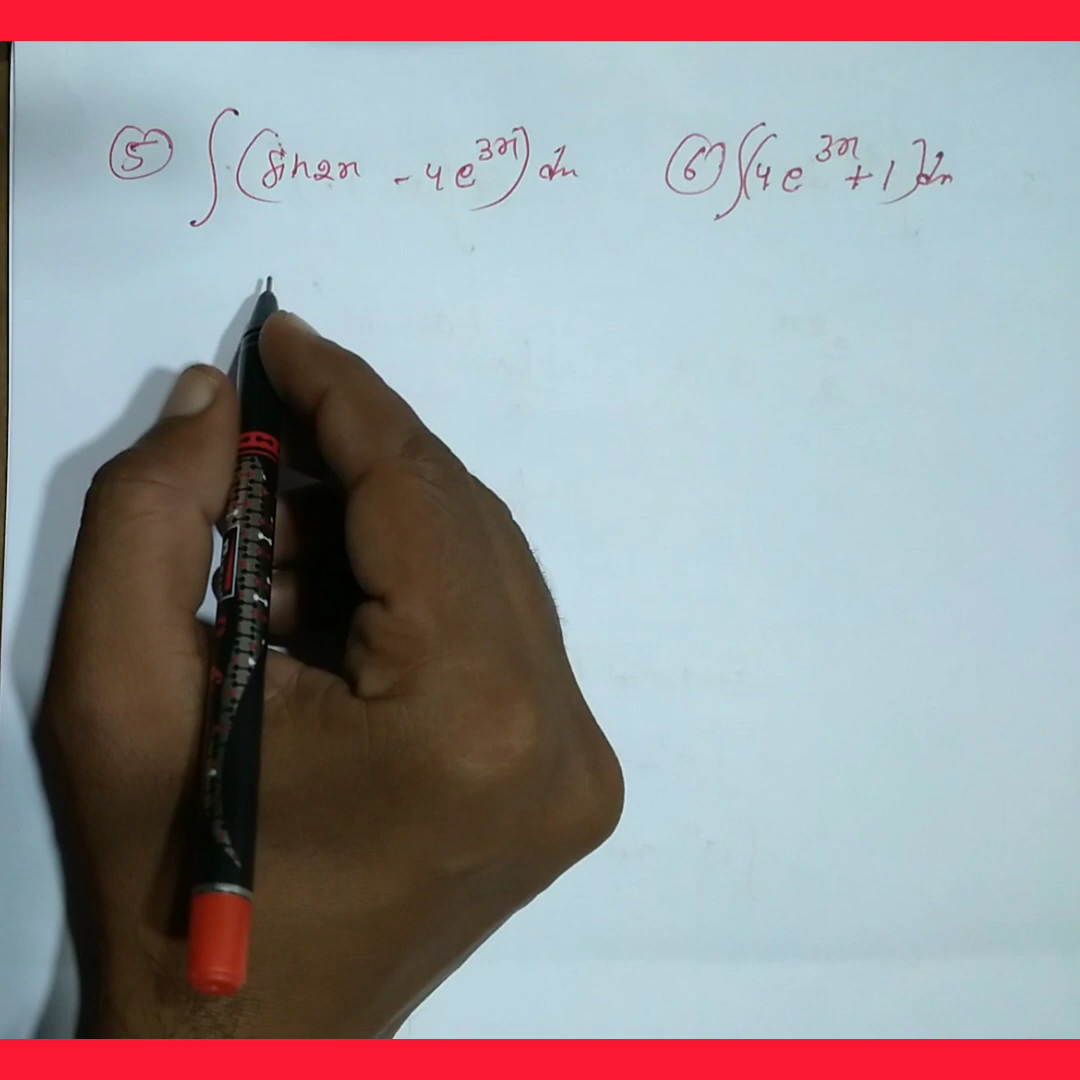 ⑤ ∫(sin2x - 4e^{3x})dx ⑥ ∫(4e^{3x} + 1)dx